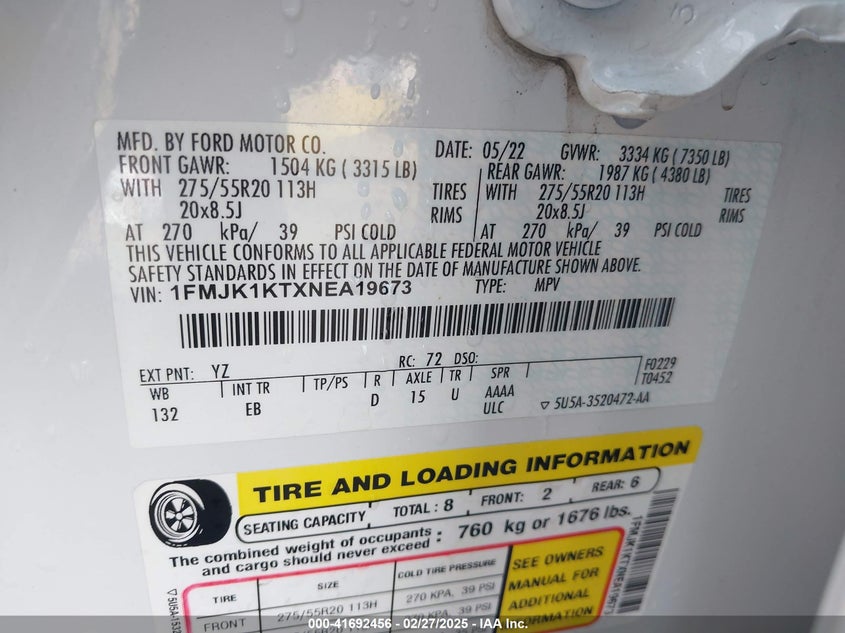 MFD. BY FORD MOTOR CO.
DATE: 05/22 GVWR: 3334 KG ( 7350 LB)
FRONT GAWR: 1504 KG ( 3315 LB) REAR GAWR: 1987 KG ( 4380 LB)
WITH 275/55R20 113H TIRES WITH 275/55R20 113H TIRES
20x8.5J RIMS 20x8.5J RIMS
AT 270 kPa/ 39 PSI COLD AT 270 kPa/ 39 PSI COLD
THIS VEHICLE CONFORMS TO ALL APPLICABLE FEDERAL MOTOR VEHICLE
SAFETY STANDARDS IN EFFECT ON THE DATE OF MANUFACTURE SHOWN ABOVE.
VIN: 1FMJK1KTXNEA19673 TYPE: MPV
EXT PNT: YZ RC: 72 DSO:
F0229
T0452
WB INT TR TP/PS R AXLE TR SPR
132 EB D 15 U AAAA
ULC
▽ 5U5A-3520472-AA
TIRE AND LOADING INFORMATION
SEATING CAPACITY TOTAL : 8 FRONT: 2 REAR: 6
The combined weight of occupants and cargo should never exceed : 760 kg or 1676 lbs.
TIRE SIZE COLD TIRE PRESSURE
FRONT 275/55R20 113H 270 KPA, 39 PSI
SEE OWNERS
MANUAL FOR
ADDITIONAL
INFORMATION
1FMJK1KTXNEA19673
000-41692456 - 02/27/2025 - IAA Inc.